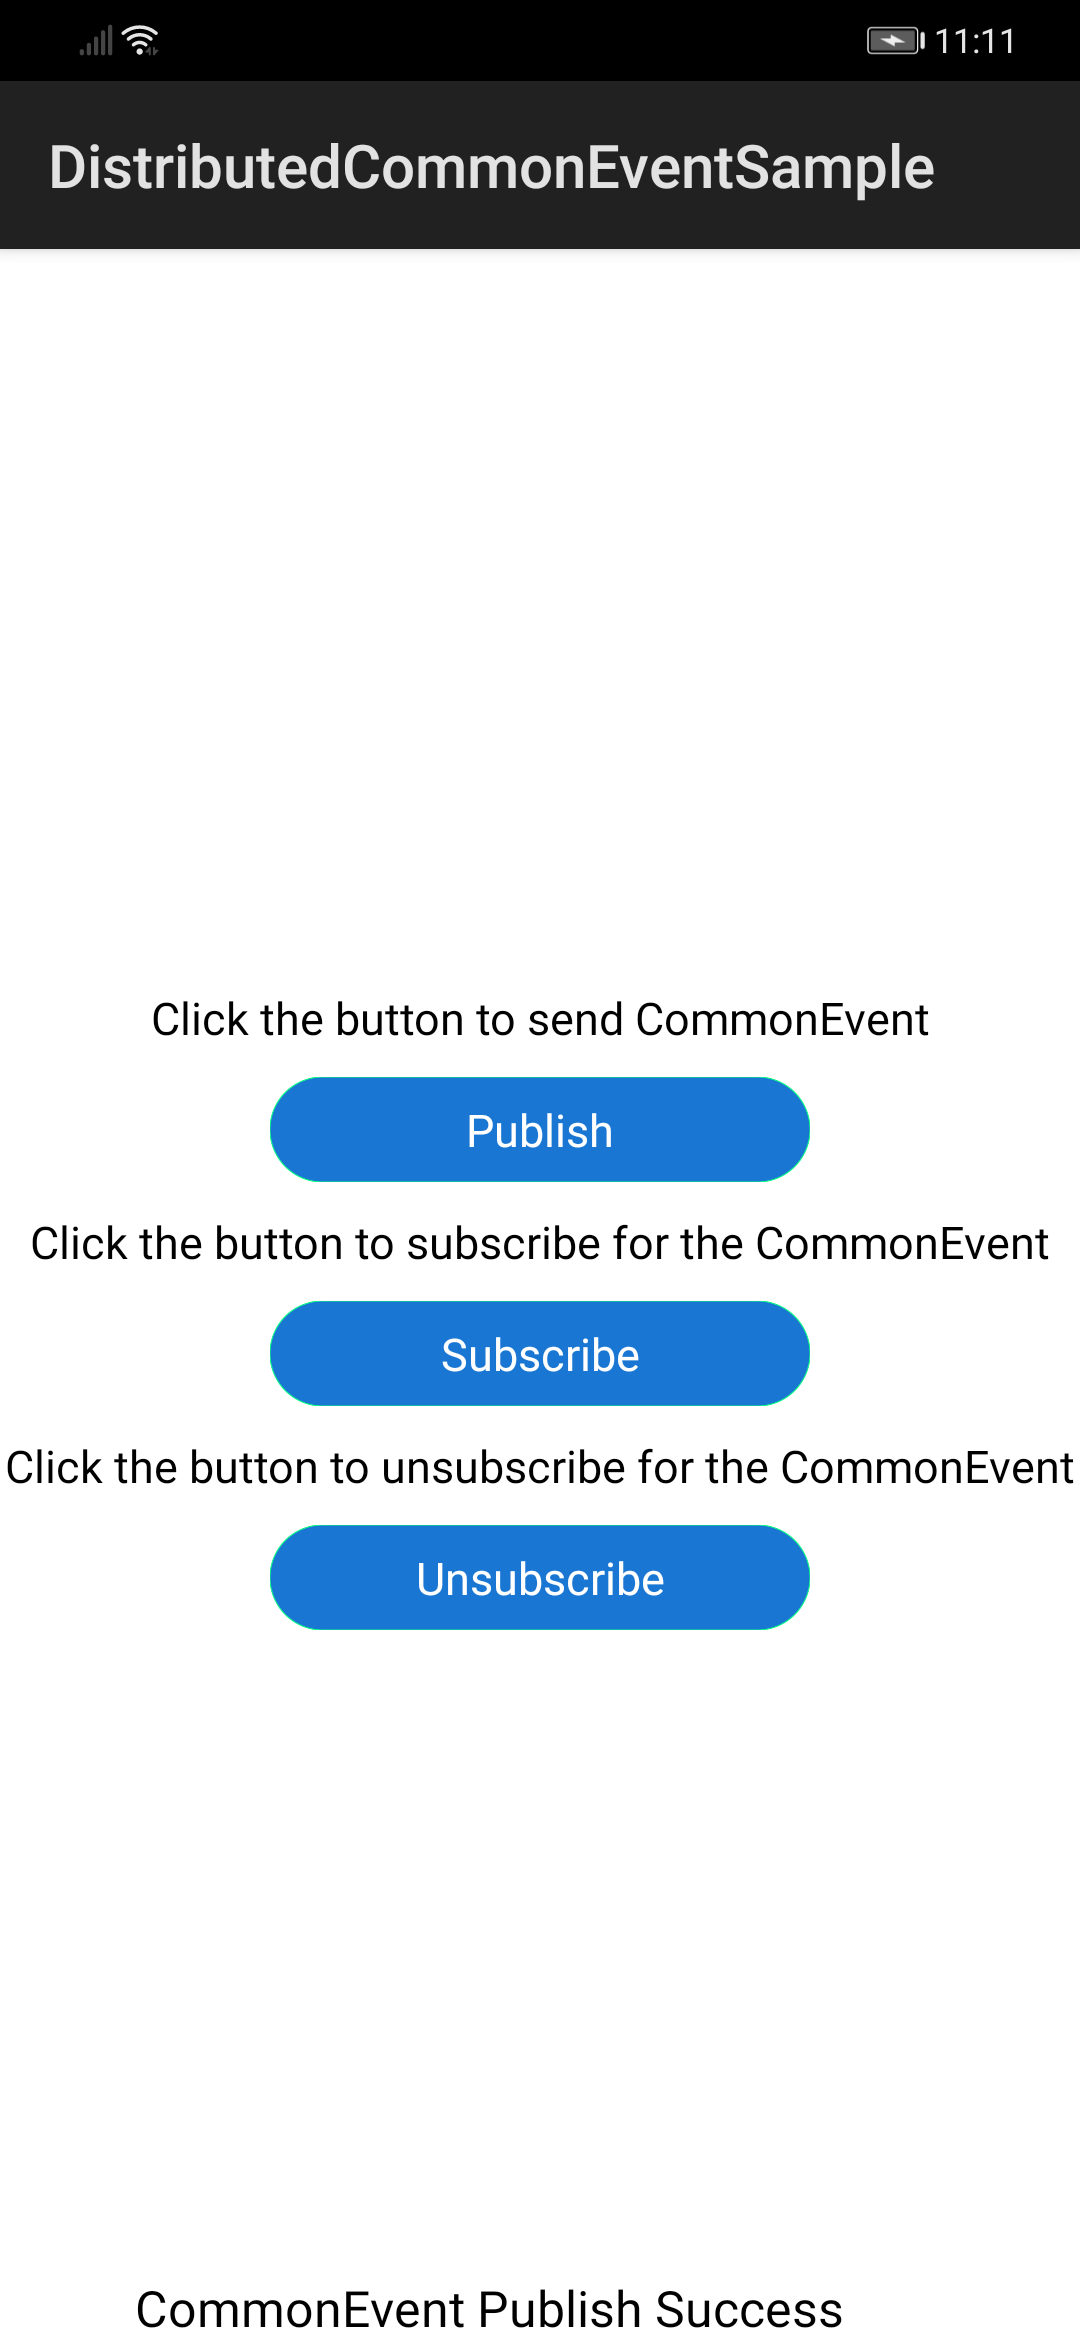 11:11
DistributedCommonEventSample
Click the button to send CommonEvent
Publish
Click the button to subscribe for the CommonEvent
Subscribe
Click the button to unsubscribe for the CommonEvent
Unsubscribe
CommonEvent Publish Success